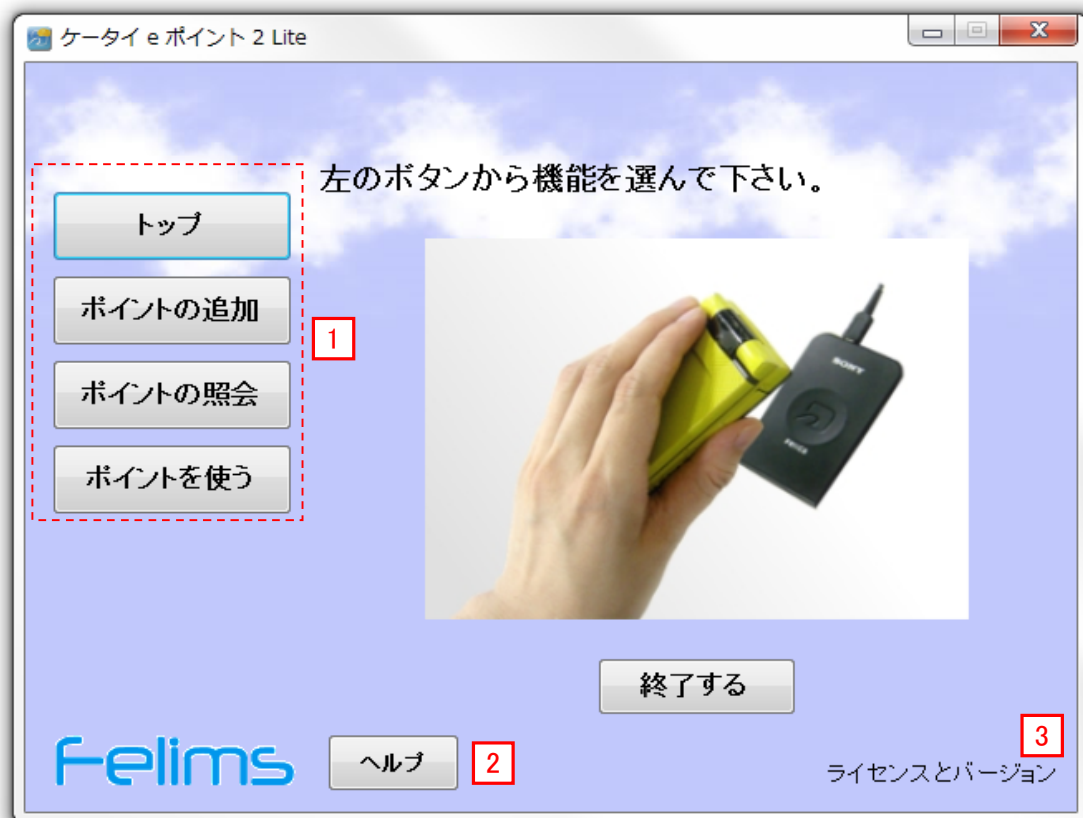 ケータイ e ポイント 2 Lite
左のボタンから機能を選んで下さい。
トップ
ポイントの追加
1
ポイントの照会
ポイントを使う
SONY
終了する
3
Felims
ヘルプ
2
ライセンスとバージョン